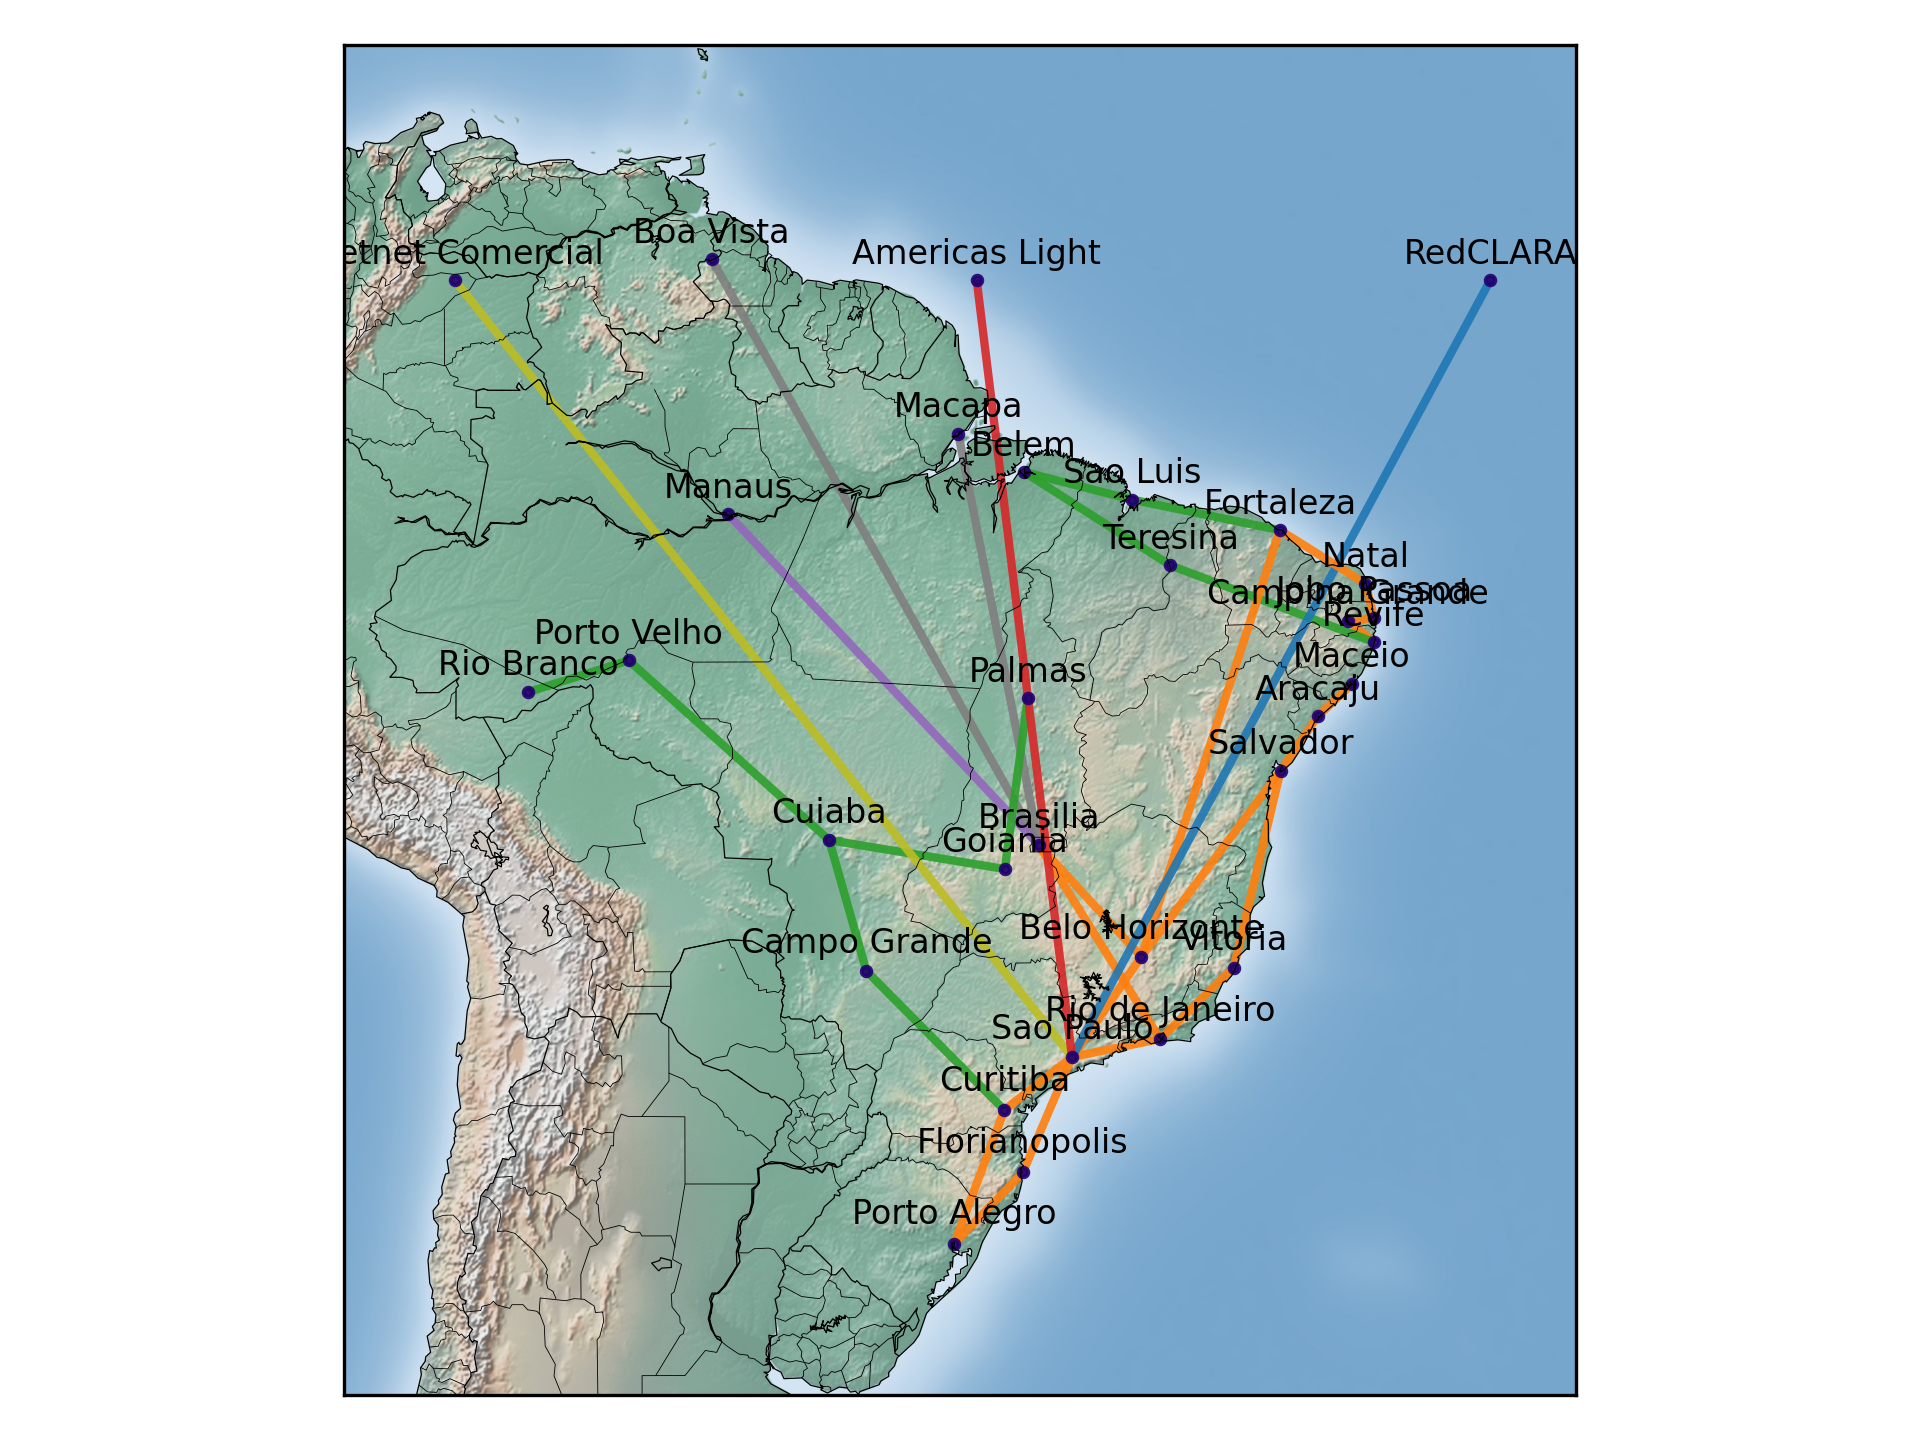 Boa Vista
etnet Comercial
Americas Light
RedCLARA
Macapa
Belem
Sao Luis
Manaus
Fortaleza
Teresina
Natal
Joao Pessoa
Campina Grande
Revife
Porto Velho
Rio Branco
Maceio
Palmas
Aracaju
Salvador
Cuiaba
Brasilia
Goiania
Belo Horizonte
Vitoria
Campo Grande
Rio de Janeiro
Sao Paulo
Curitiba
Florianopolis
Porto Alegro